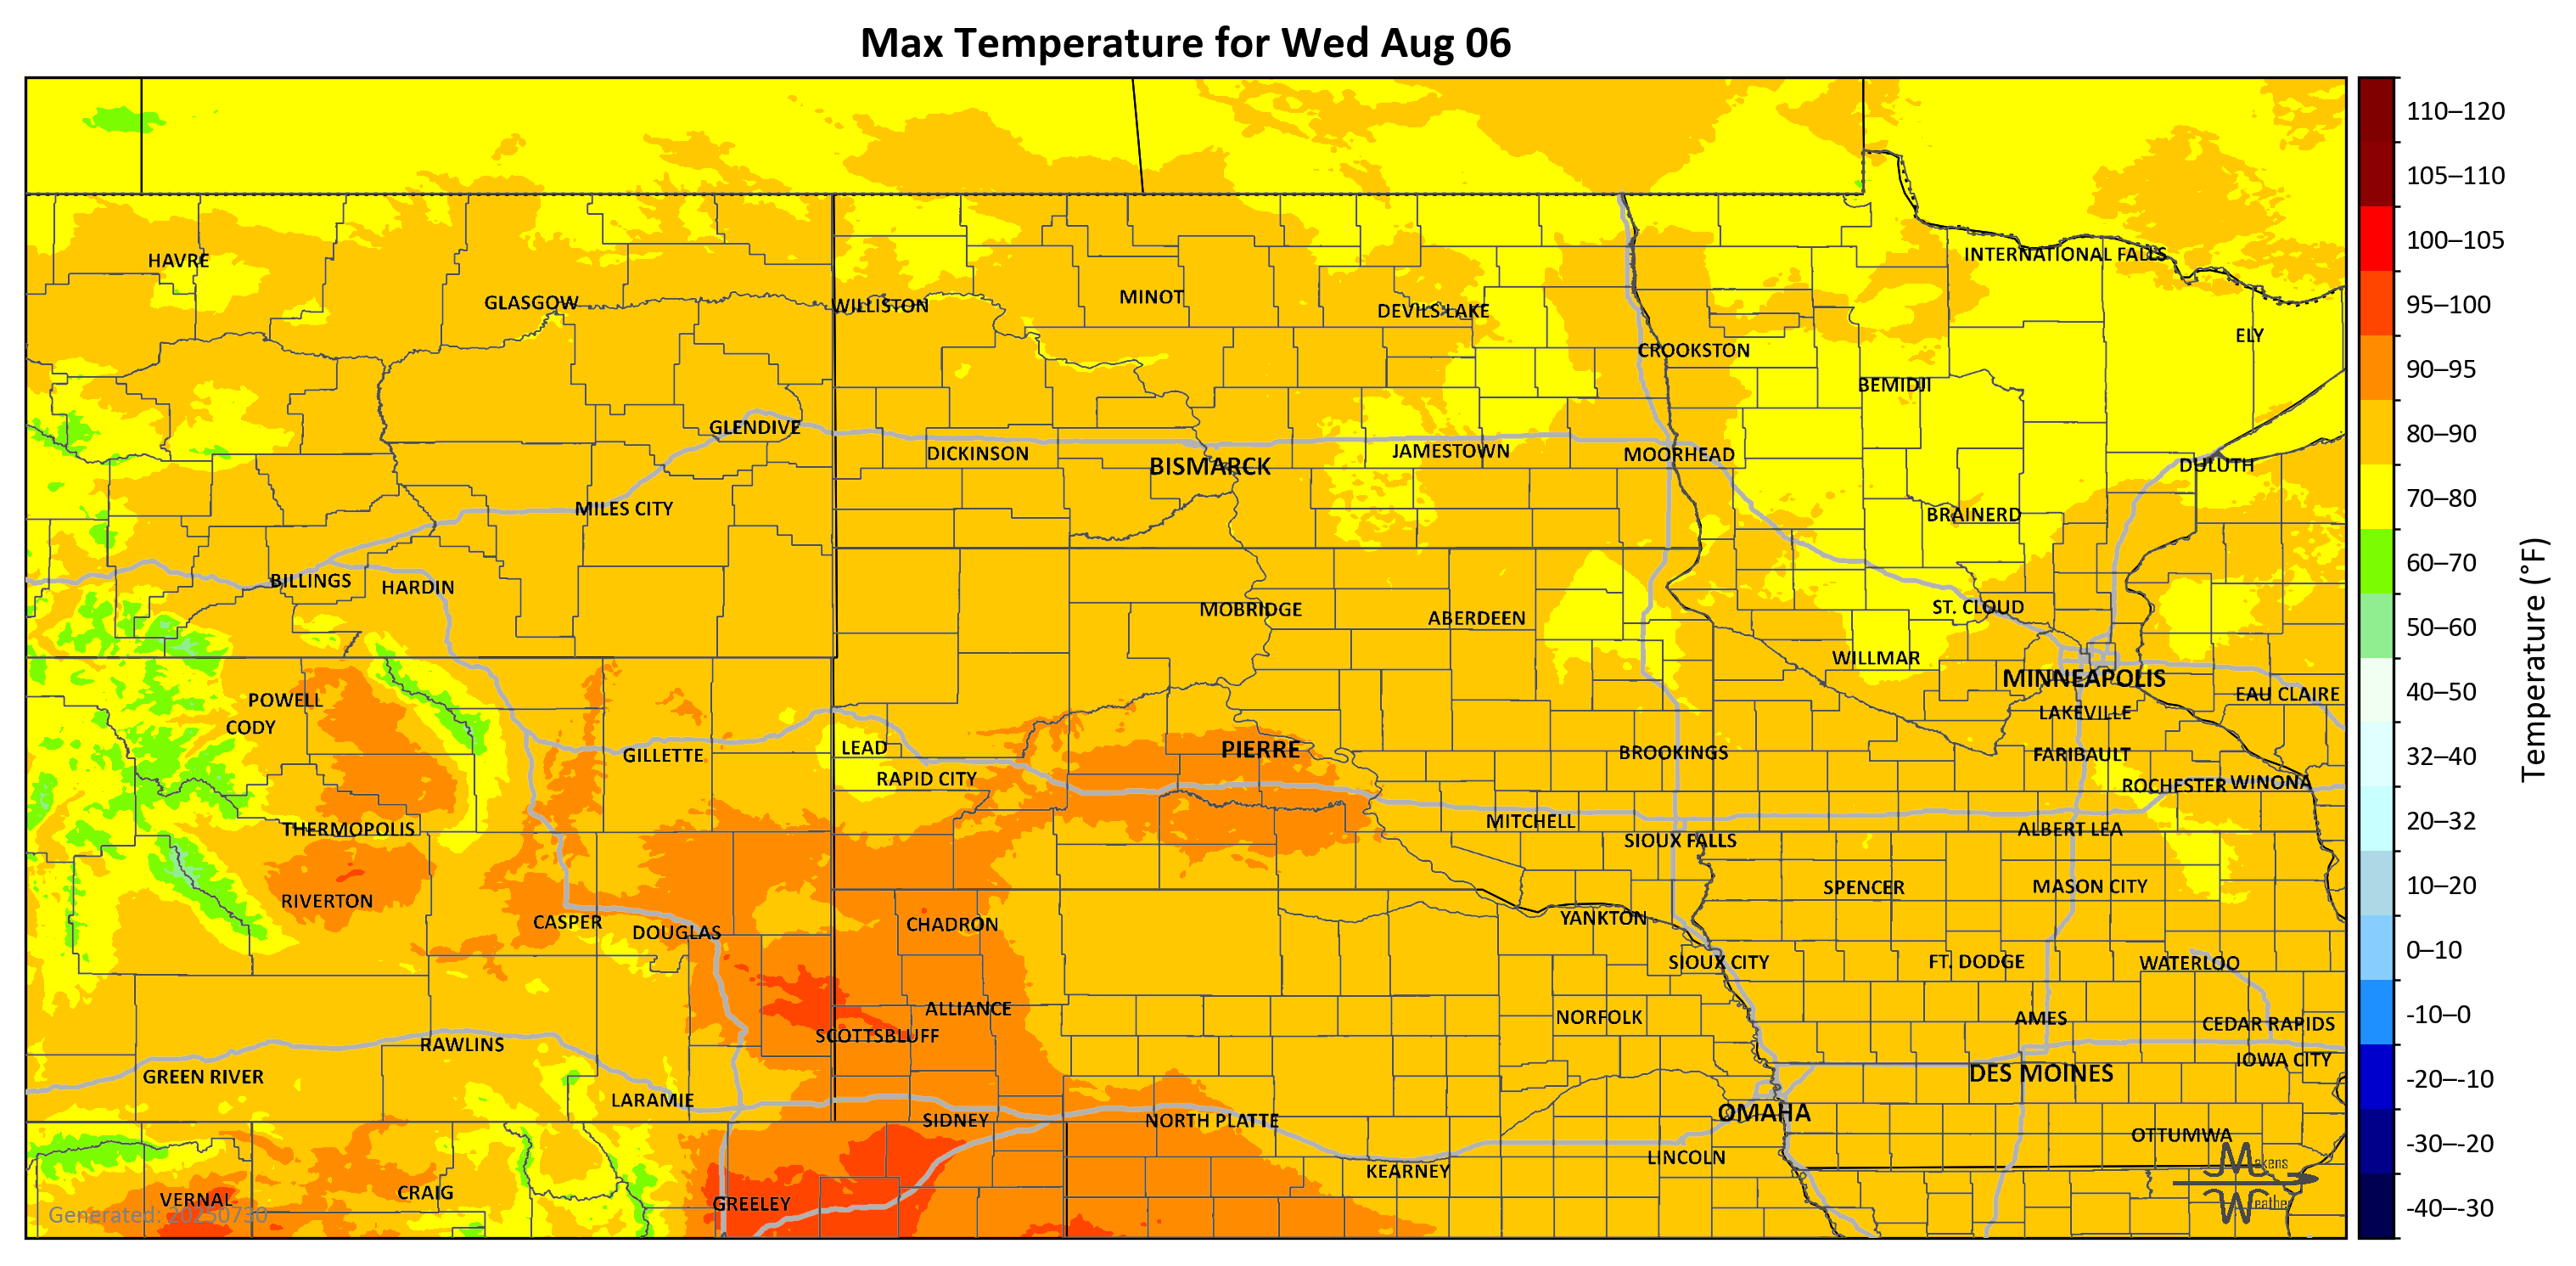 Max Temperature for Wed Aug 06
110–120
105–110
100–105
95–100
90–95
80–90
70–80
60–70
50–60
40–50
32–40
20–32
10–20
0–10
-10–0
-20–-10
-30–-20
-40–-30
Temperature (°F)
HAVRE
INTERNATIONAL FALLS
GLASGOW
WILLISTON
MINOT
DEVILS LAKE
ELY
CROOKSTON
BEMIDJI
GLENDIVE
DICKINSON
BISMARCK
JAMESTOWN
MOORHEAD
DULUTH
MILES CITY
BRAINERD
BILLINGS
HARDIN
MOBRIDGE
ABERDEEN
ST. CLOUD
WILLMAR
MINNEAPOLIS
POWELL
EAU CLAIRE
CODY
LAKEVILLE
GILLETTE
LEAD
PIERRE
BROOKINGS
FARIBAULT
RAPID CITY
ROCHESTER
WINONA
THERMOPOLIS
MITCHELL
SIOUX FALLS
ALBERT LEA
RIVERTON
SPENCER
MASON CITY
CASPER
DOUGLAS
CHADRON
YANKTON
SIOUX CITY
FT. DODGE
WATERLOO
ALLIANCE
NORFOLK
AMES
CEDAR RAPIDS
SCOTTSBLUFF
RAWLINS
IOWA CITY
GREEN RIVER
DES MOINES
LARAMIE
SIDNEY
NORTH PLATTE
OMAHA
OTTUMWA
LINCOLN
KEARNEY
VERNAL
CRAIG
GREELEY
Generated: 20250730
Makens
Weather